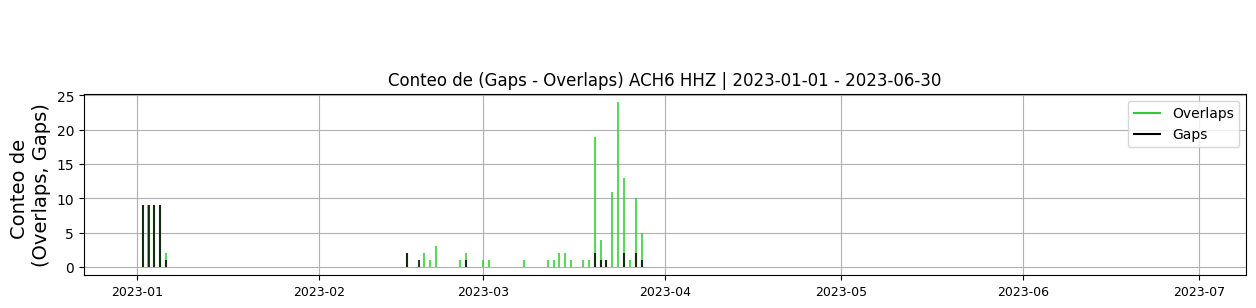 Conteo de (Gaps - Overlaps) ACH6 HHZ | 2023-01-01 - 2023-06-30
Conteo de
(Overlaps, Gaps)
25
20
15
10
5
0
Overlaps
Gaps
2023-01
2023-02
2023-03
2023-04
2023-05
2023-06
2023-07